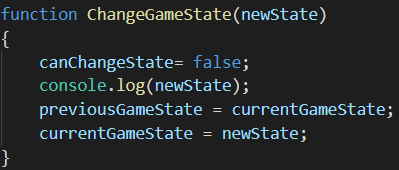 function ChangeGameState(newState)
{
    canChangeState= false;
    console.log(newState);
    previousGameState = currentGameState;
    currentGameState = newState;
}